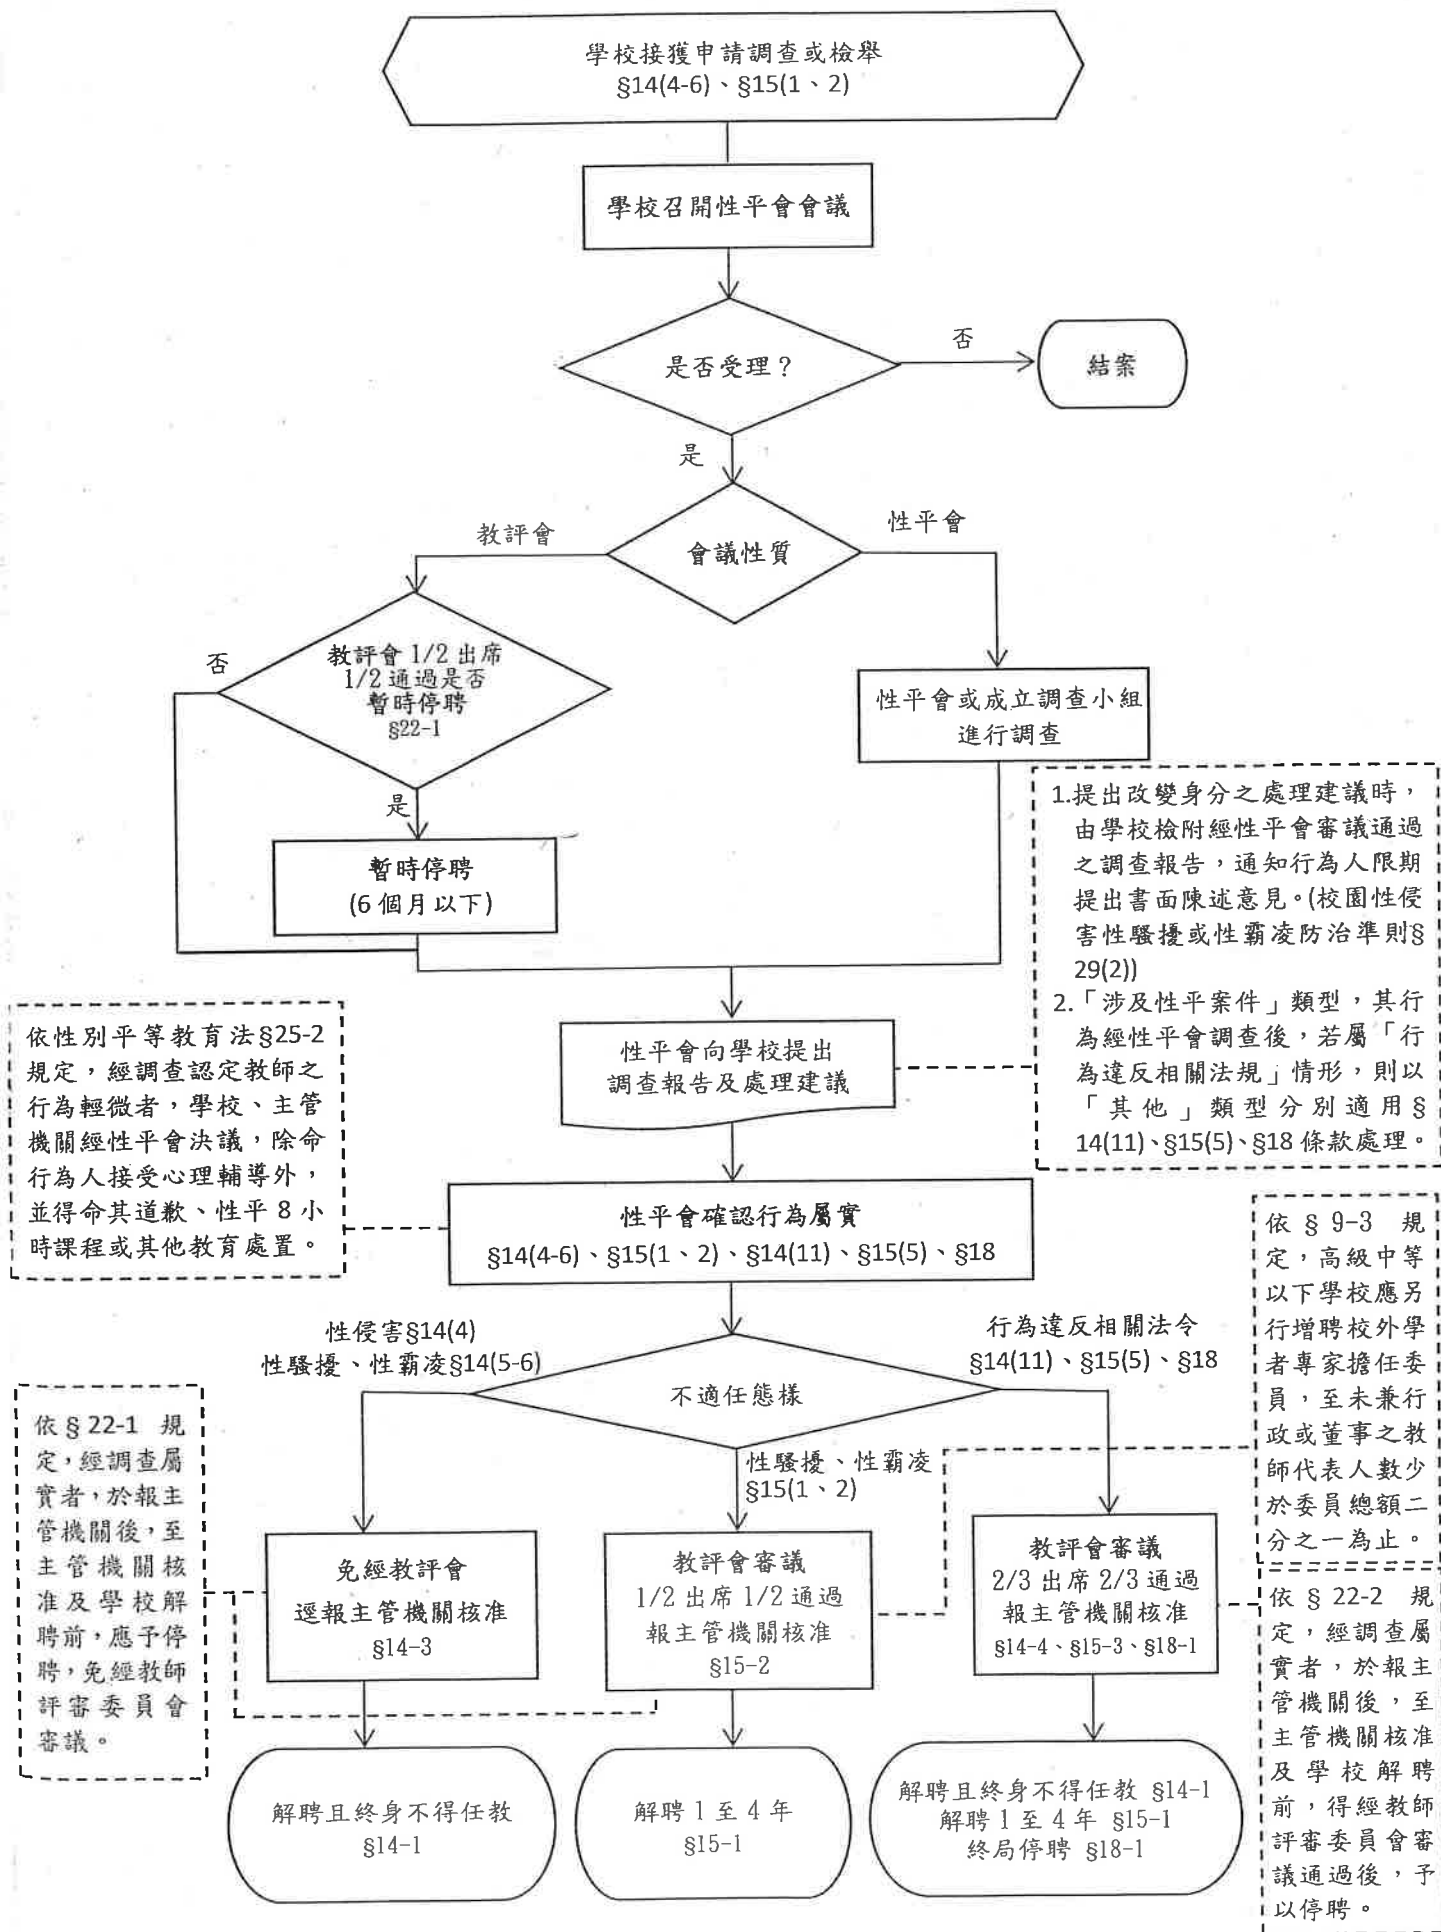 學校接獲申請調查或檢舉
§14(4-6)、§15(1、2)
學校召開性平會會議
是否受理？
否
結案
是
會議性質
教評會
性平會
教評會 1/2 出席
1/2 通過是否
暫時停聘
§22-1
否
是
暫時停聘
(6 個月以下)
性平會或成立調查小組
進行調查
1.提出改變身分之處理建議時，
由學校檢附經性平會審議通過
之調查報告，通知行為人限期
提出書面陳述意見。(校園性侵
害性騷擾或性霸凌防治準則§
29(2))
2.「涉及性平案件」類型，其行
為經性平會調查後，若屬「行
為違反相關法規」情形，則以
「其他」類型分別適用§
14(11)、§15(5)、§18 條款處理。
性平會向學校提出
調查報告及處理建議
依性別平等教育法§25-2
規定，經調查認定教師之
行為輕微者，學校、主管
機關經性平會決議，除命
行為人接受心理輔導外，
並得命其道歉、性平 8 小
時課程或其他教育處置。
性平會確認行為屬實
§14(4-6)、§15(1、2)、§14(11)、§15(5)、§18
不適任態樣
性侵害§14(4)
性騷擾、性霸凌§14(5-6)
行為違反相關法令
§14(11)、§15(5)、§18
性騷擾、性霸凌
§15(1、2)
依 § 9-3 規
定，高級中等
以下學校應另
行增聘校外學
者專家擔任委
員，至未兼行
政或董事之教
師代表人數少
於委員總額二
分之一為止。
依 § 22-1 規
定，經調查屬
實者，於報主
管機關後，至
主管機關核
准及學校解
聘前，應予停
聘，免經教師
評審委員會
審議。
免經教評會
逕報主管機關核准
§14-3
教評會審議
1/2 出席 1/2 通過
報主管機關核准
§15-2
教評會審議
2/3 出席 2/3 通過
報主管機關核准
§14-4、§15-3、§18-1
依 § 22-2 規
定，經調查屬
實者，於報主
管機關後，至
主管機關核准
及學校解聘
前，得經教師
評審委員會審
議通過後，予
以停聘。
解聘且終身不得任教
§14-1
解聘 1 至 4 年
§15-1
解聘且終身不得任教 §14-1
解聘 1 至 4 年 §15-1
終局停聘 §18-1